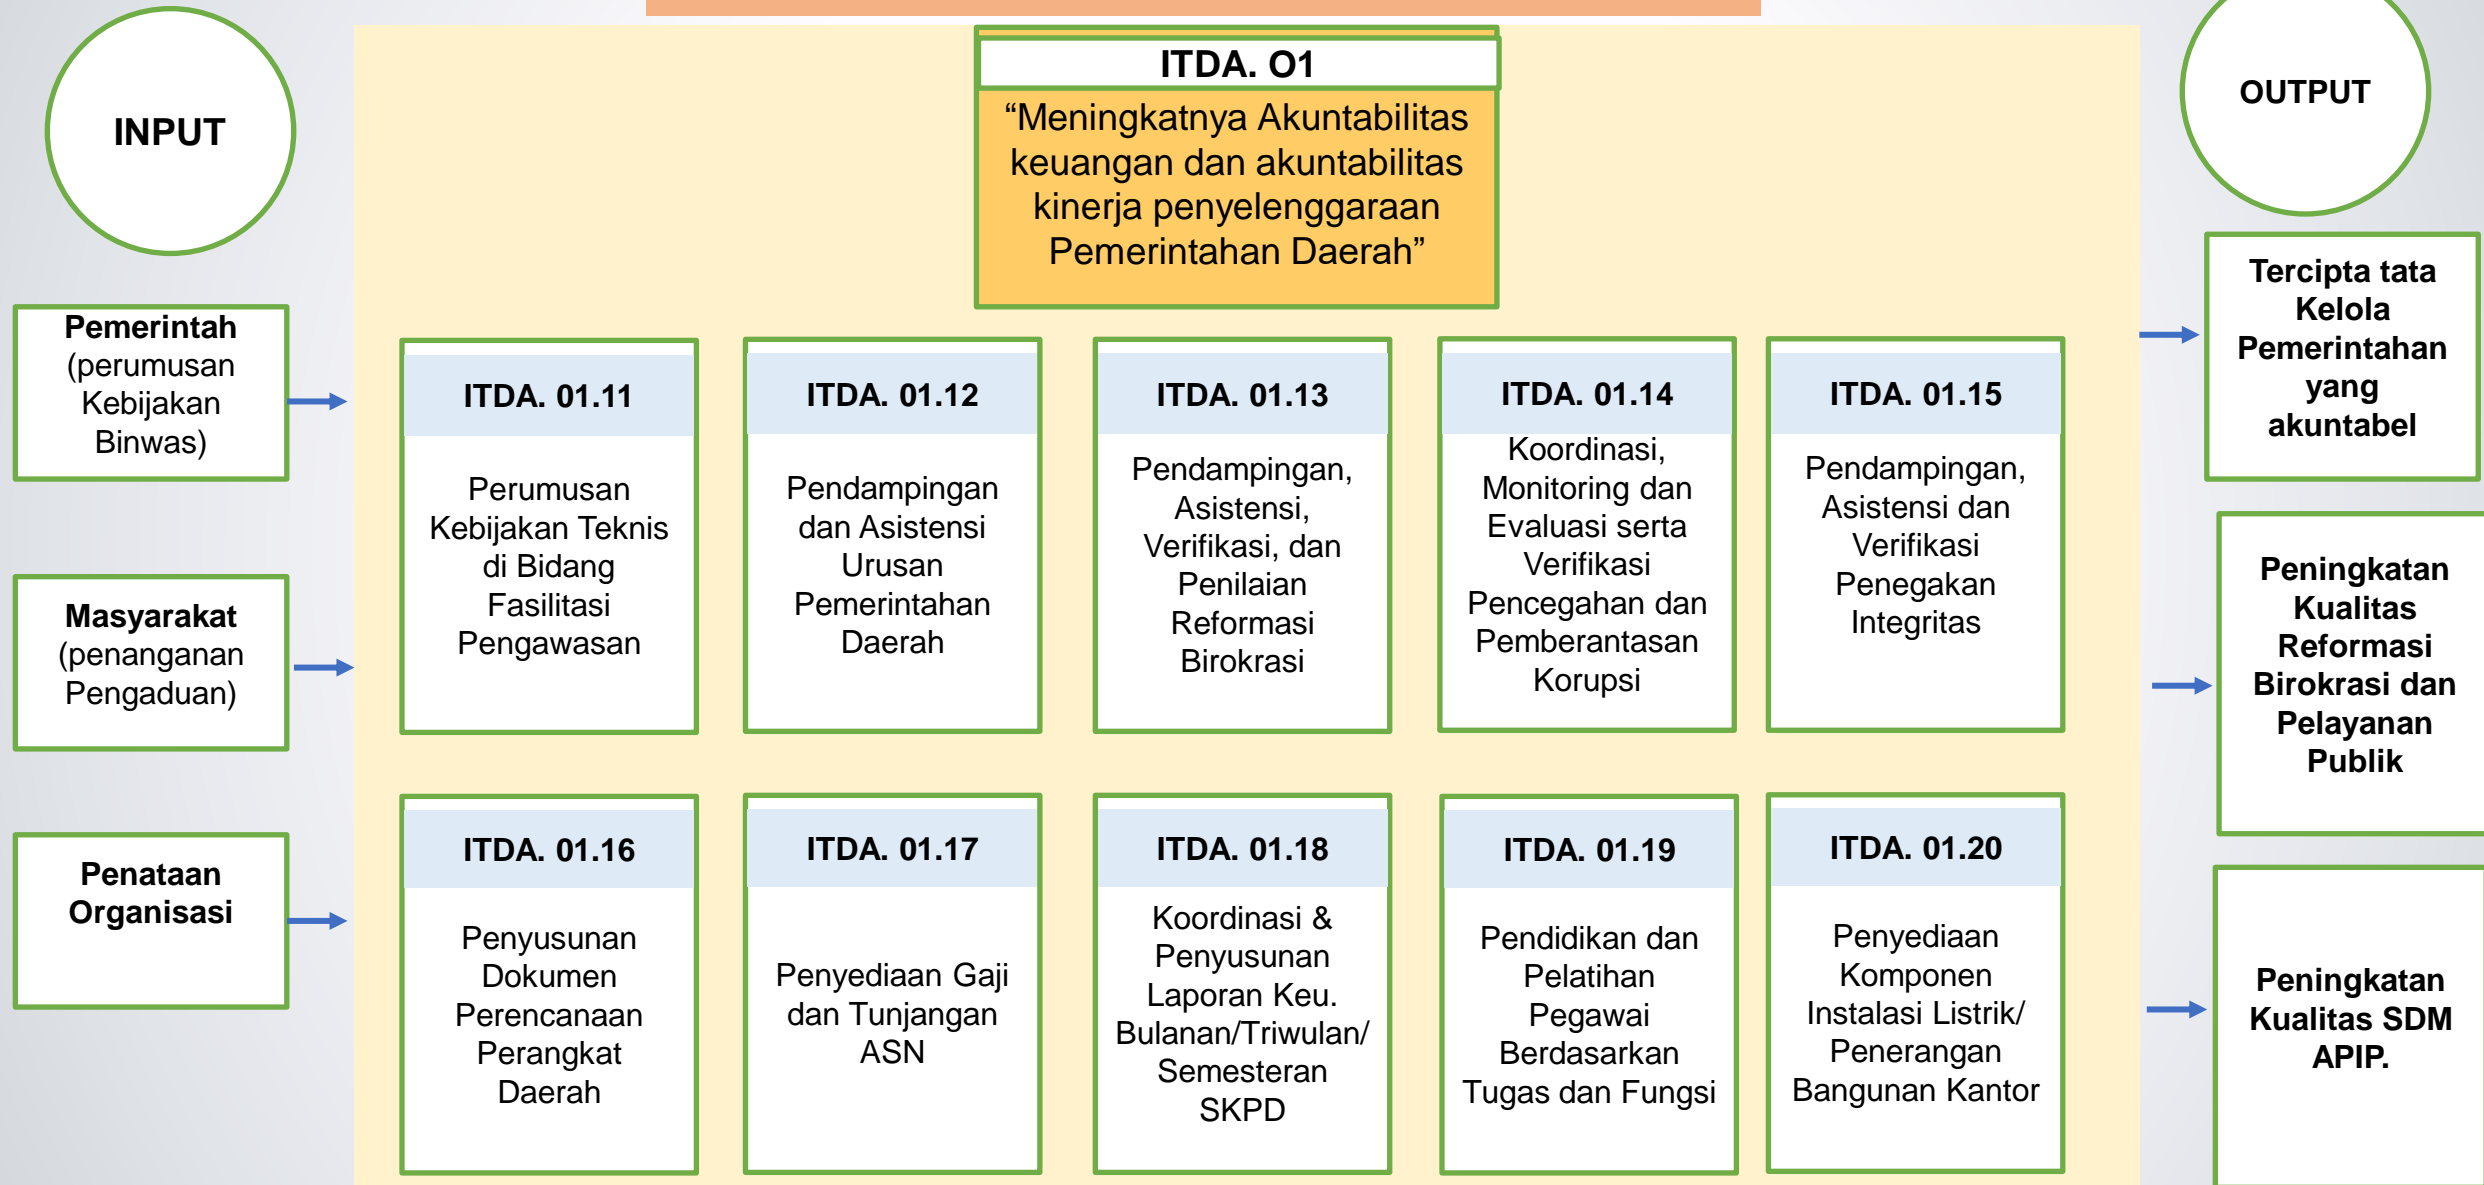 INPUT
ITDA. O1
“Meningkatnya Akuntabilitas
keuangan dan akuntabilitas
kinerja penyelenggaraan
Pemerintahan Daerah”
OUTPUT
Pemerintah
(perumusan
Kebijakan
Binwas)
Masyarakat
(penanganan
Pengaduan)
Penataan
Organisasi
ITDA. 01.11
Perumusan
Kebijakan Teknis
di Bidang
Fasilitasi
Pengawasan
ITDA. 01.12
Pendampingan
dan Asistensi
Urusan
Pemerintahan
Daerah
ITDA. 01.13
Pendampingan,
Asistensi,
Verifikasi, dan
Penilaian
Reformasi
Birokrasi
ITDA. 01.14
Koordinasi,
Monitoring dan
Evaluasi serta
Verifikasi
Pencegahan dan
Pemberantasan
Korupsi
ITDA. 01.15
Pendampingan,
Asistensi dan
Verifikasi
Penegakan
Integritas
ITDA. 01.16
Penyusunan
Dokumen
Perencanaan
Perangkat
Daerah
ITDA. 01.17
Penyediaan Gaji
dan Tunjangan
ASN
ITDA. 01.18
Koordinasi &
Penyusunan
Laporan Keu.
Bulanan/Triwulan/
Semesteran
SKPD
ITDA. 01.19
Pendidikan dan
Pelatihan
Pegawai
Berdasarkan
Tugas dan Fungsi
ITDA. 01.20
Penyediaan
Komponen
Instalasi Listrik/
Penerangan
Bangunan Kantor
Tercipta tata
Kelola
Pemerintahan
yang
akuntabel
Peningkatan
Kualitas
Reformasi
Birokrasi dan
Pelayanan
Publik
Peningkatan
Kualitas SDM
APIP.